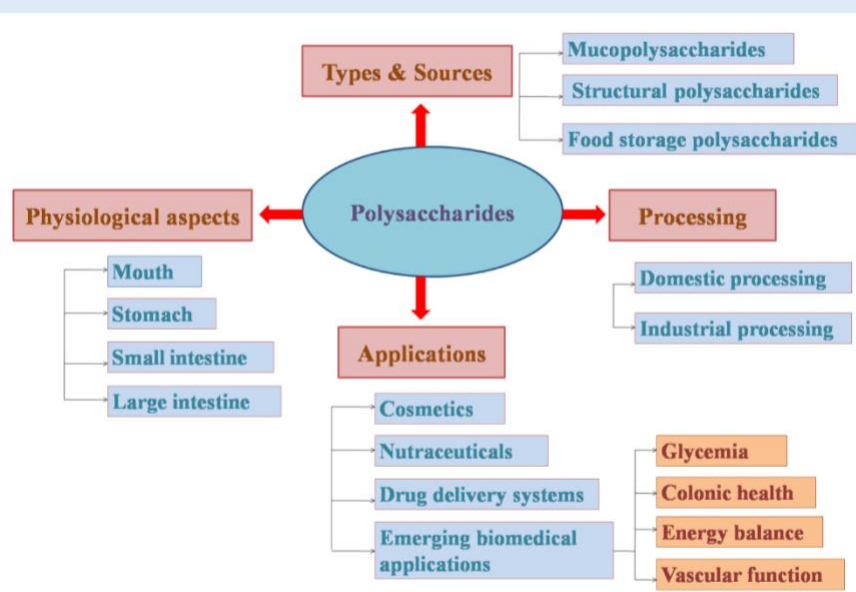 Types & Sources
Mucopolysaccharides
Structural polysaccharides
Food storage polysaccharides
Polysaccharides
Physiological aspects
Mouth
Stomach
Small intestine
Large intestine
Processing
Domestic processing
Industrial processing
Applications
Cosmetics
Nutraceuticals
Drug delivery systems
Emerging biomedical
applications
Glycemia
Colonic health
Energy balance
Vascular function